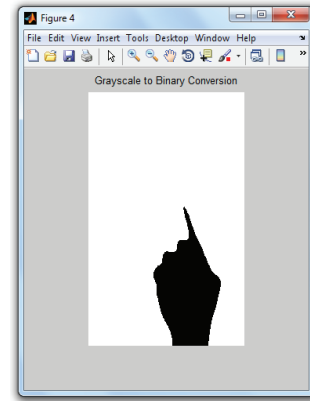 Figure 4
File Edit View Insert Tools Desktop Window Help
Grayscale to Binary Conversion